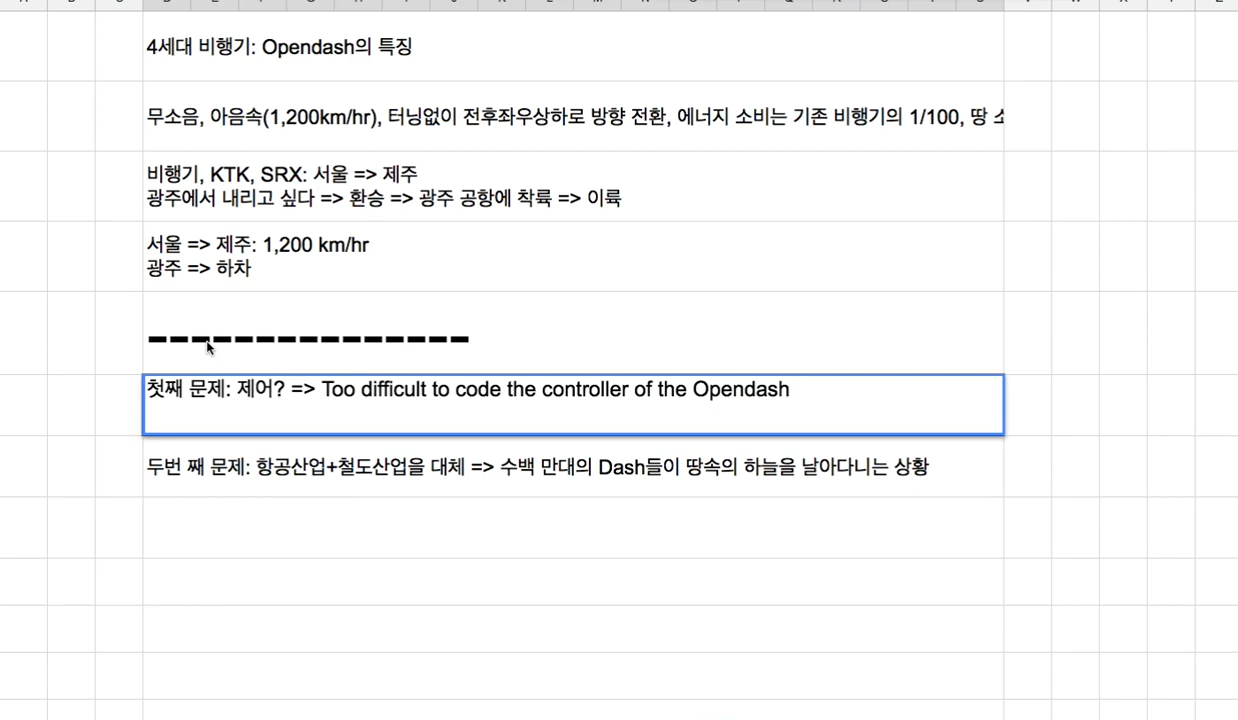 4세대 비행기: Opendash의 특징
무소음, 아음속(1,200km/hr), 터닝없이 전후좌우상하로 방향 전환, 에너지 소비는 기존 비행기의 1/100, 땅
비행기, KTK, SRX: 서울 => 제주
광주에서 내리고 싶다 => 환승 => 광주 공항에 착륙 => 이륙
서울 => 제주: 1,200 km/hr
광주 => 하차
---------------
첫째 문제: 제어? => Too difficult to code the controller of the Opendash
두번 째 문제: 항공산업+철도산업을 대체 => 수백 만대의 Dash들이 땅속의 하늘을 날아다니는 상황